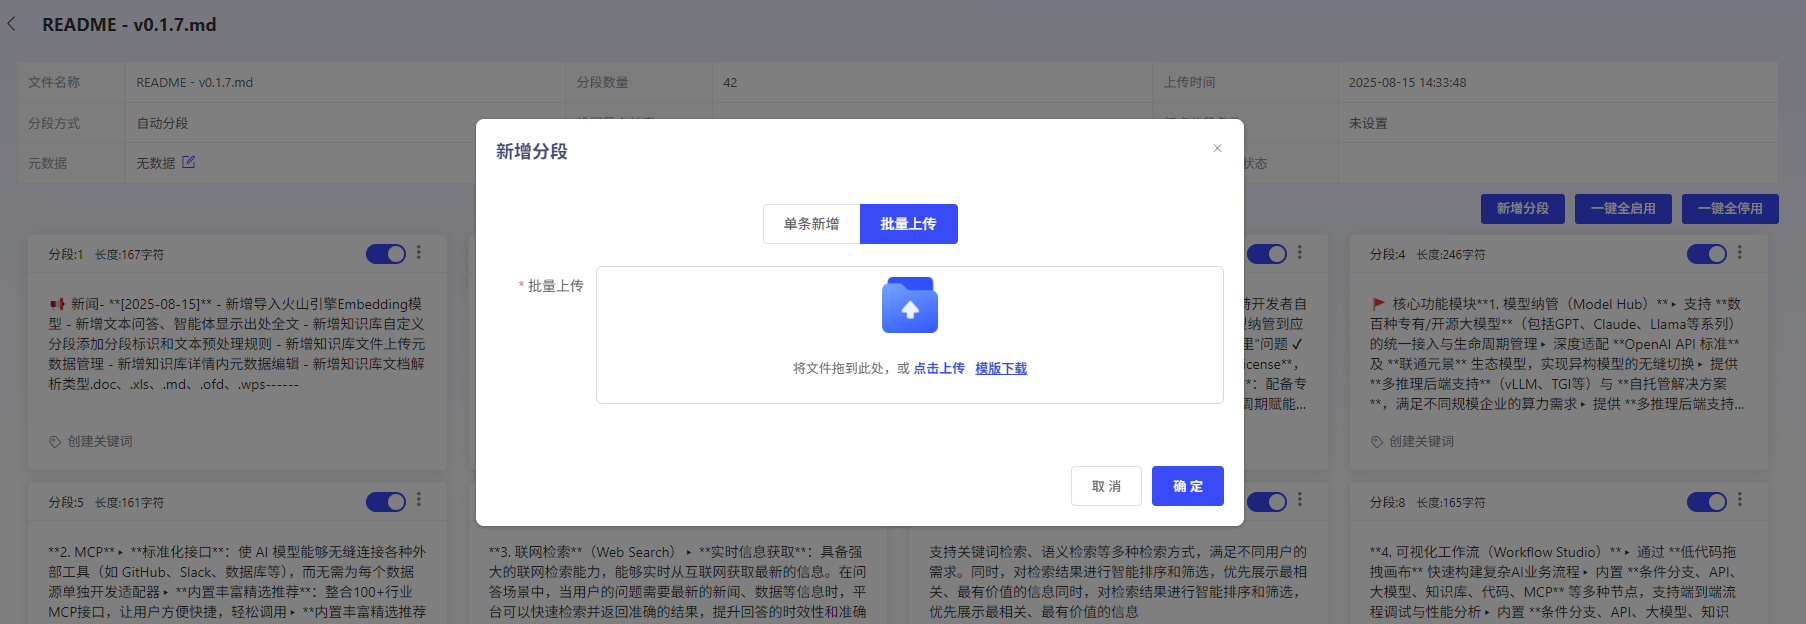 README - v0.1.7.md
文件名称 README - v0.1.7.md 分段数量 42 上传时间 2025-08-15 14:33:48
分段方式 自动分段 未设置
元数据 无数据 状态
新增分段 一键全启用 一键全停用
新增分段
单条新增 批量上传
* 批量上传
将文件拖到此处，或 点击上传 模版下载
取 消 确 定
分段:1 长度:167字符
新闻- **[2025-08-15]** - 新增导入火山引擎Embedding模
型 - 新增文本问答、智能体显示出处全文 - 新增知识库自定义
分段添加分段标识和文本预处理规则 - 新增知识库文件上传元
数据管理 - 新增知识库详情内元数据编辑 - 新增知识库文档解
析类型.doc、.xls、.md、.ofd、.wps------
创建关键词
持开发者自
型纳管到应
里"问题 ✓
icense**，
**：配备专
周期赋能...
分段:4 长度:246字符
核心功能模块**1. 模型纳管（Model Hub）**‣ 支持 **数
百种专有/开源大模型**（包括GPT、Claude、Llama等系列）
的统一接入与生命周期管理‣ 深度适配 **OpenAI API 标准**
及 **联通元景** 生态模型，实现异构模型的无缝切换‣ 提供
**多推理后端支持**（vLLM、TGI等）与 **自托管解决方案
**，满足不同规模企业的算力需求‣ 提供 **多推理后端支持...
创建关键词
分段:5 长度:161字符
**2. MCP**‣ **标准化接口**：使 AI 模型能够无缝连接各种外
部工具（如 GitHub、Slack、数据库等），而无需为每个数据
源单独开发适配器‣ **内置丰富精选推荐**：整合100+行业
MCP接口，让用户方便快捷，轻松调用‣ **内置丰富精选推荐
**3. 联网检索**（Web Search）‣ **实时信息获取**：具备强
大的联网检索能力，能够实时从互联网获取最新的信息。在问
答场景中，当用户的问题需要最新的新闻、数据等信息时，平
台可以快速检索并返回准确的结果，提升回答的时效性和准确
支持关键词检索、语义检索等多种检索方式，满足不同用户的
需求。同时，对检索结果进行智能排序和筛选，优先展示最相
关、最有价值的信息同时，对检索结果进行智能排序和筛选，
优先展示最相关、最有价值的信息
分段:8 长度:165字符
**4. 可视化工作流（Workflow Studio）**‣ 通过 **低代码拖
拽画布** 快速构建复杂AI业务流程‣ 内置 **条件分支、API、
大模型、知识库、代码、MCP** 等多种节点，支持端到端流
程调试与性能分析‣ 内置 **条件分支、API、大模型、知识